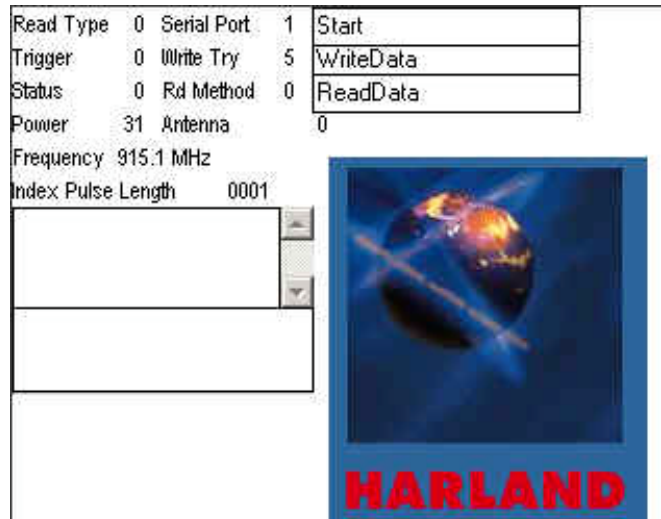 Read Type 0 Serial Port 1 Start
Trigger 0 Write Try 5 WriteData
Status 0 Rd Method 0 ReadData
Power 31 Antenna 0
Frequency 915.1 MHz
Index Pulse Length 0001
HARLAND